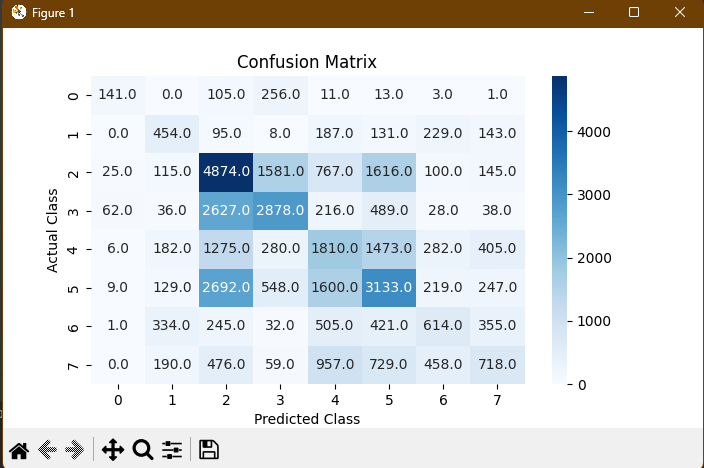 Figure 1
Confusion Matrix
0 141.0 0.0 105.0 256.0 11.0 13.0 3.0 1.0
1 0.0 454.0 95.0 8.0 187.0 131.0 229.0 143.0
2 25.0 115.0 4874.0 1581.0 767.0 1616.0 100.0 145.0
3 62.0 36.0 2627.0 2878.0 216.0 489.0 28.0 38.0
4 6.0 182.0 1275.0 280.0 1810.0 1473.0 282.0 405.0
5 9.0 129.0 2692.0 548.0 1600.0 3133.0 219.0 247.0
6 1.0 334.0 245.0 32.0 505.0 421.0 614.0 355.0
7 0.0 190.0 476.0 59.0 957.0 729.0 458.0 718.0
0 1 2 3 4 5 6 7
Predicted Class
Actual Class
4000
3000
2000
1000
0